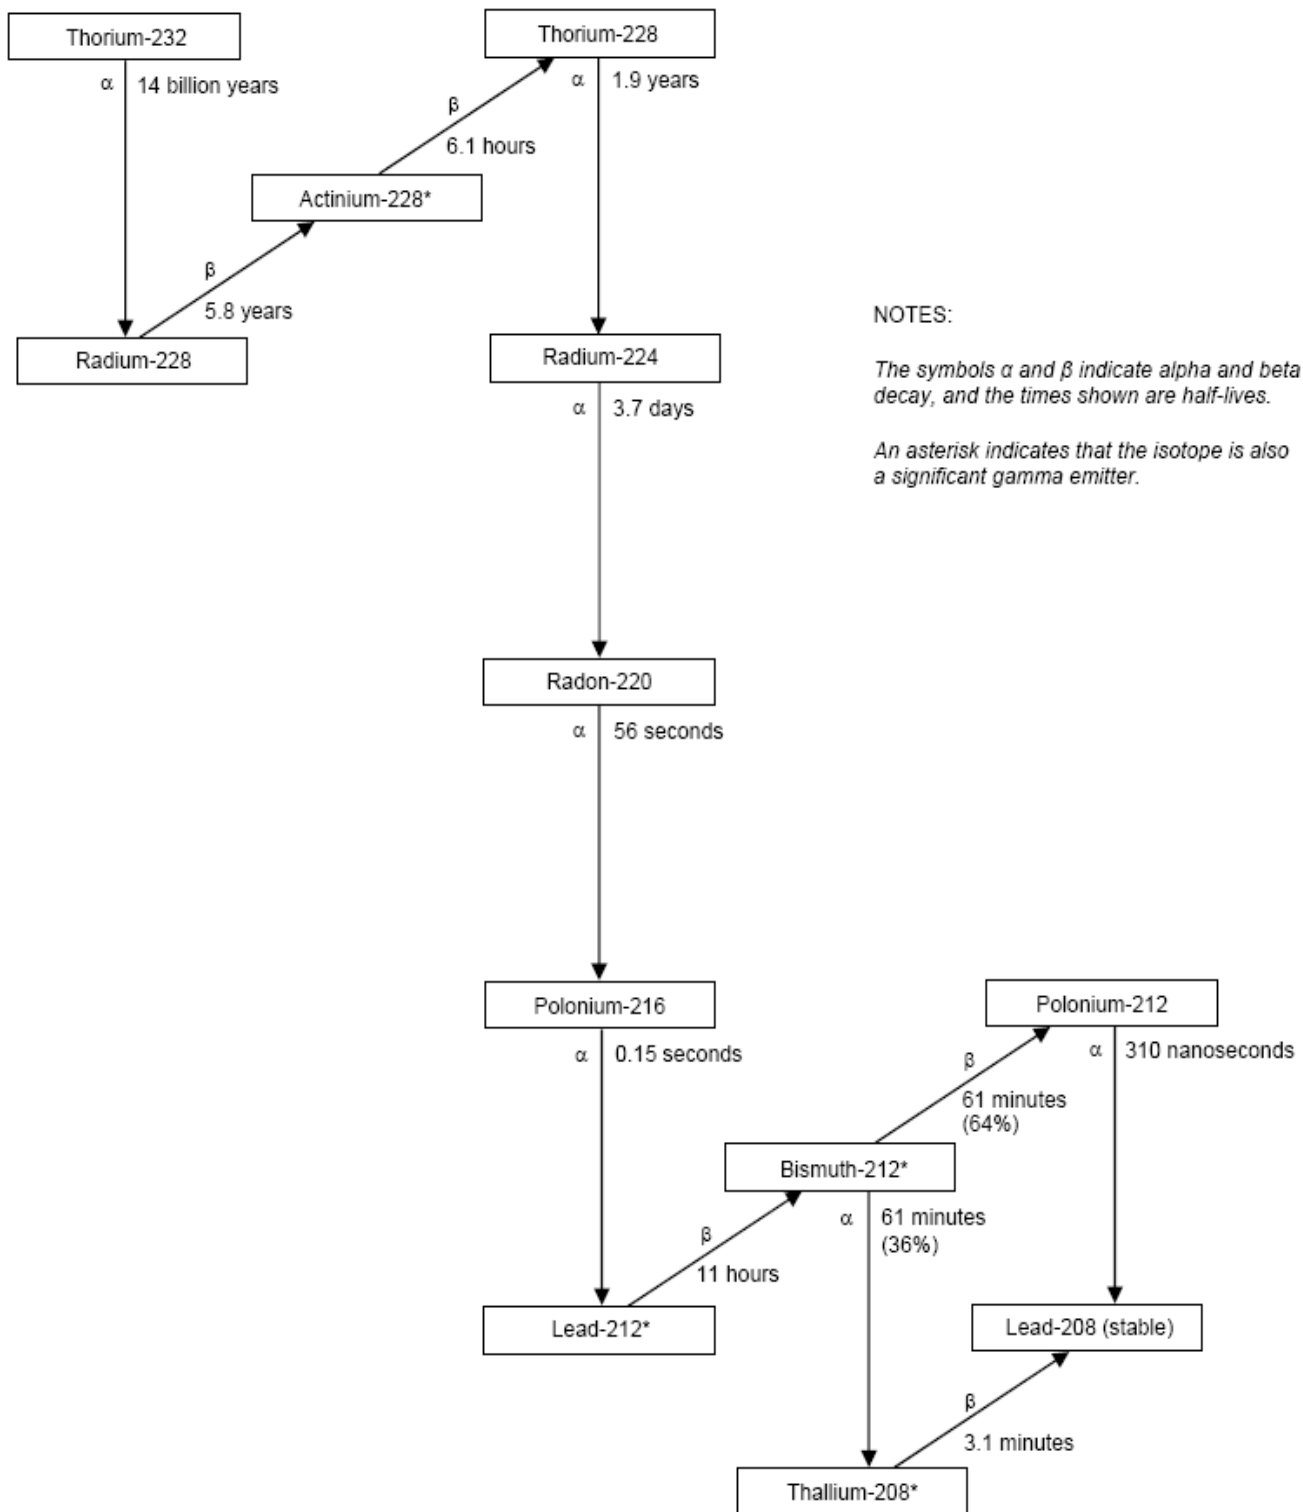 Thorium-232
Thorium-228
α 14 billion years
α 1.9 years
β
6.1 hours
Actinium-228*
β
5.8 years
Radium-228
Radium-224
α 3.7 days
NOTES:
The symbols α and β indicate alpha and beta
decay, and the times shown are half-lives.
An asterisk indicates that the isotope is also
a significant gamma emitter.
Radon-220
α 56 seconds
Polonium-216
Polonium-212
α 0.15 seconds
α 310 nanoseconds
β
61 minutes
(64%)
Bismuth-212*
α 61 minutes
(36%)
β
11 hours
Lead-212*
Lead-208 (stable)
β
3.1 minutes
Thallium-208*